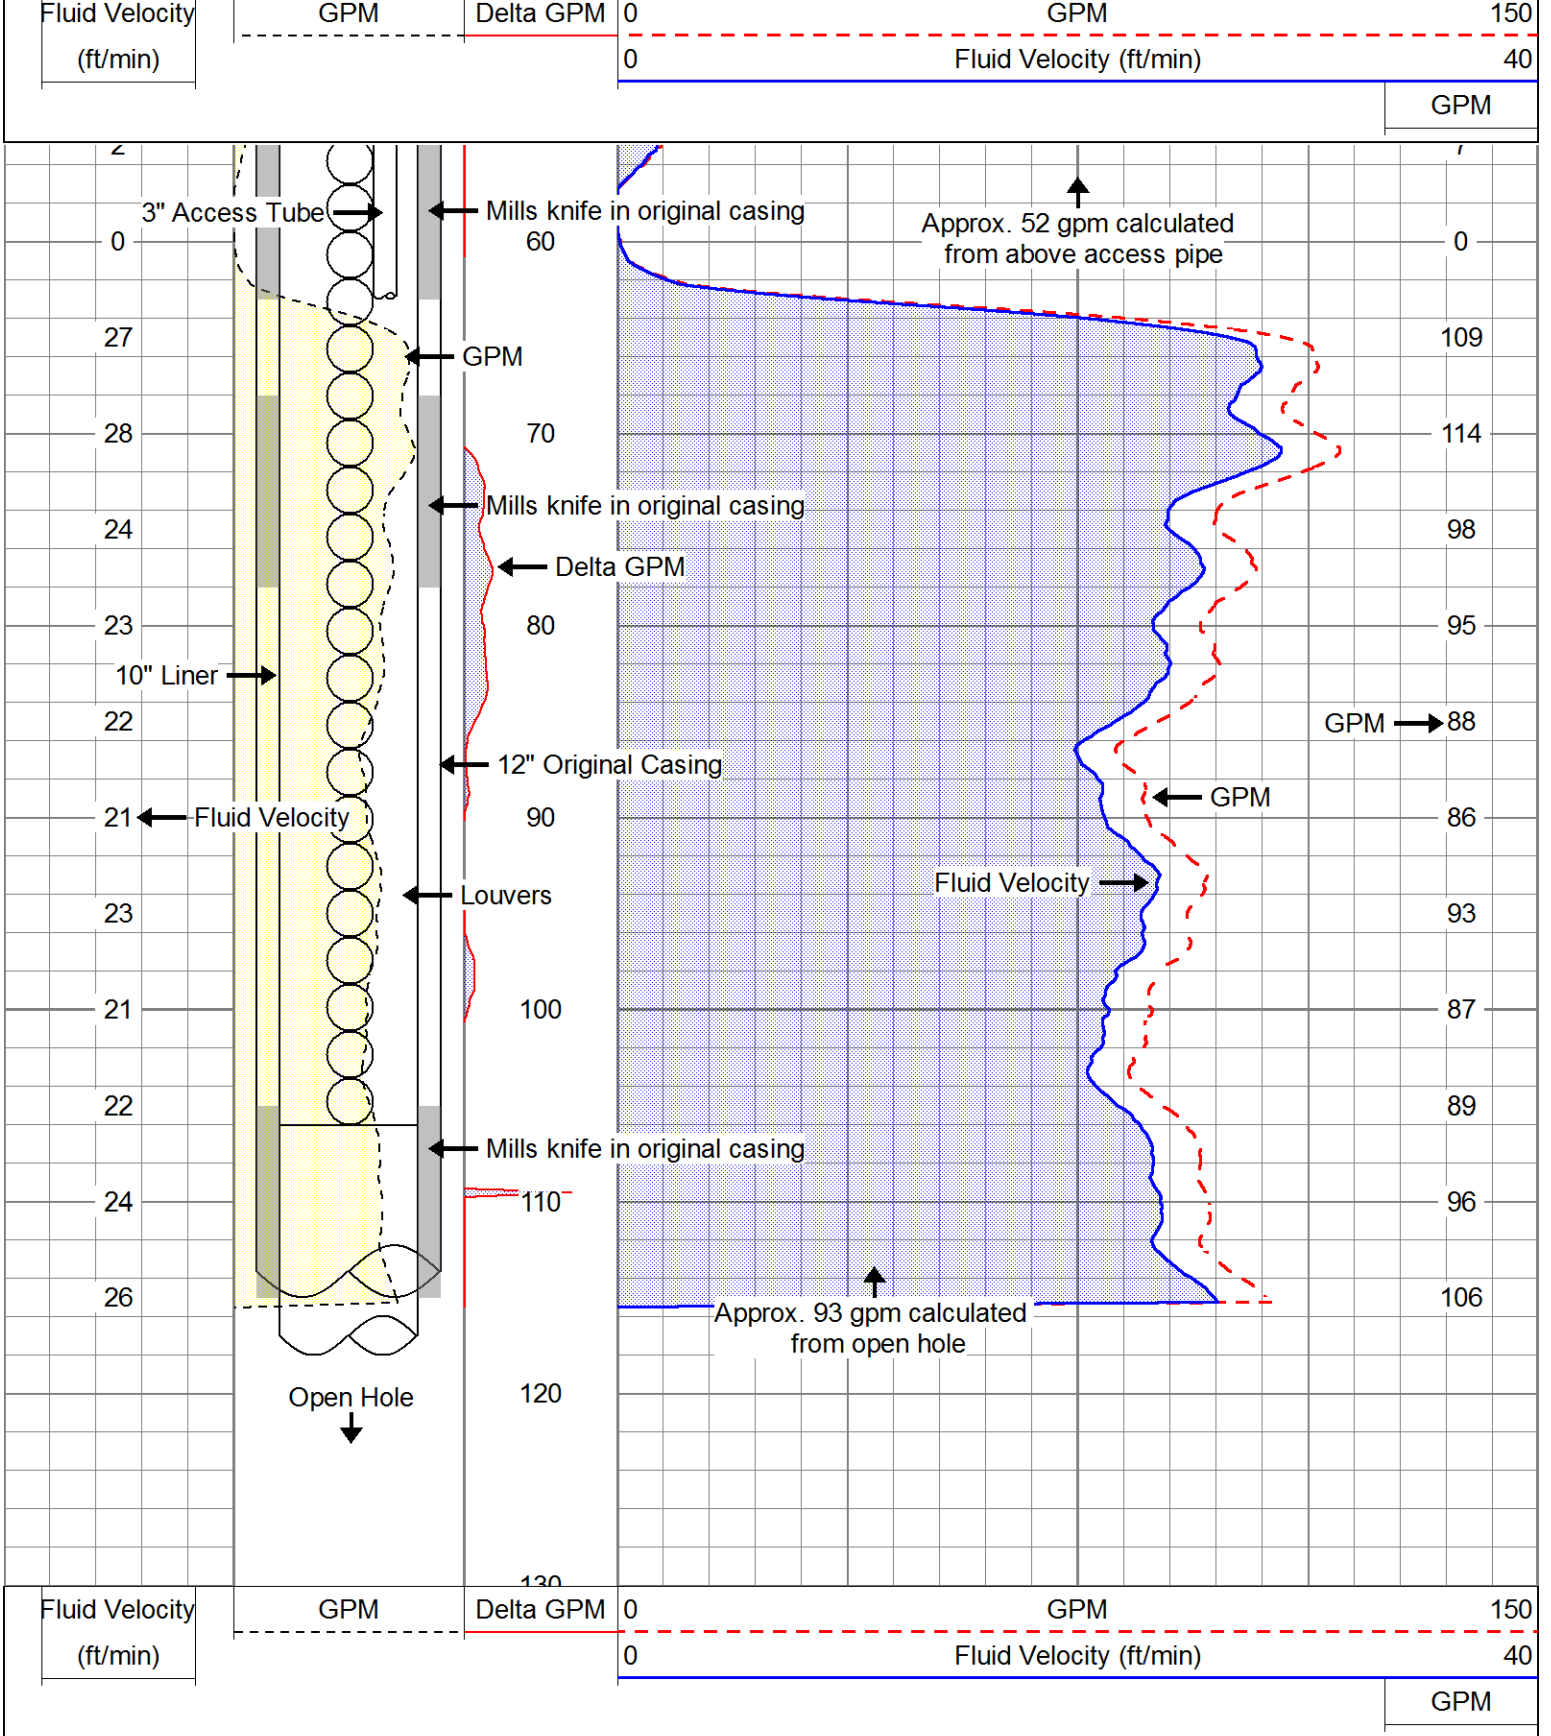 Fluid Velocity GPM Delta GPM 0 GPM 150
(ft/min) 0 Fluid Velocity (ft/min) 40
GPM
3" Access Tube Mills knife in original casing
Approx. 52 gpm calculated
from above access pipe
0 60 0
27 109
GPM
28 70 114
Mills knife in original casing
24 98
Delta GPM
23 80 95
10" Liner
22 GPM 88
12" Original Casing
GPM
21 Fluid Velocity 90 86
Fluid Velocity
Louvers
23 93
21 100 87
22 89
Mills knife in original casing
24 110 96
26 106
Approx. 93 gpm calculated
from open hole
Open Hole 120
130
Fluid Velocity GPM Delta GPM 0 GPM 150
(ft/min) 0 Fluid Velocity (ft/min) 40
GPM